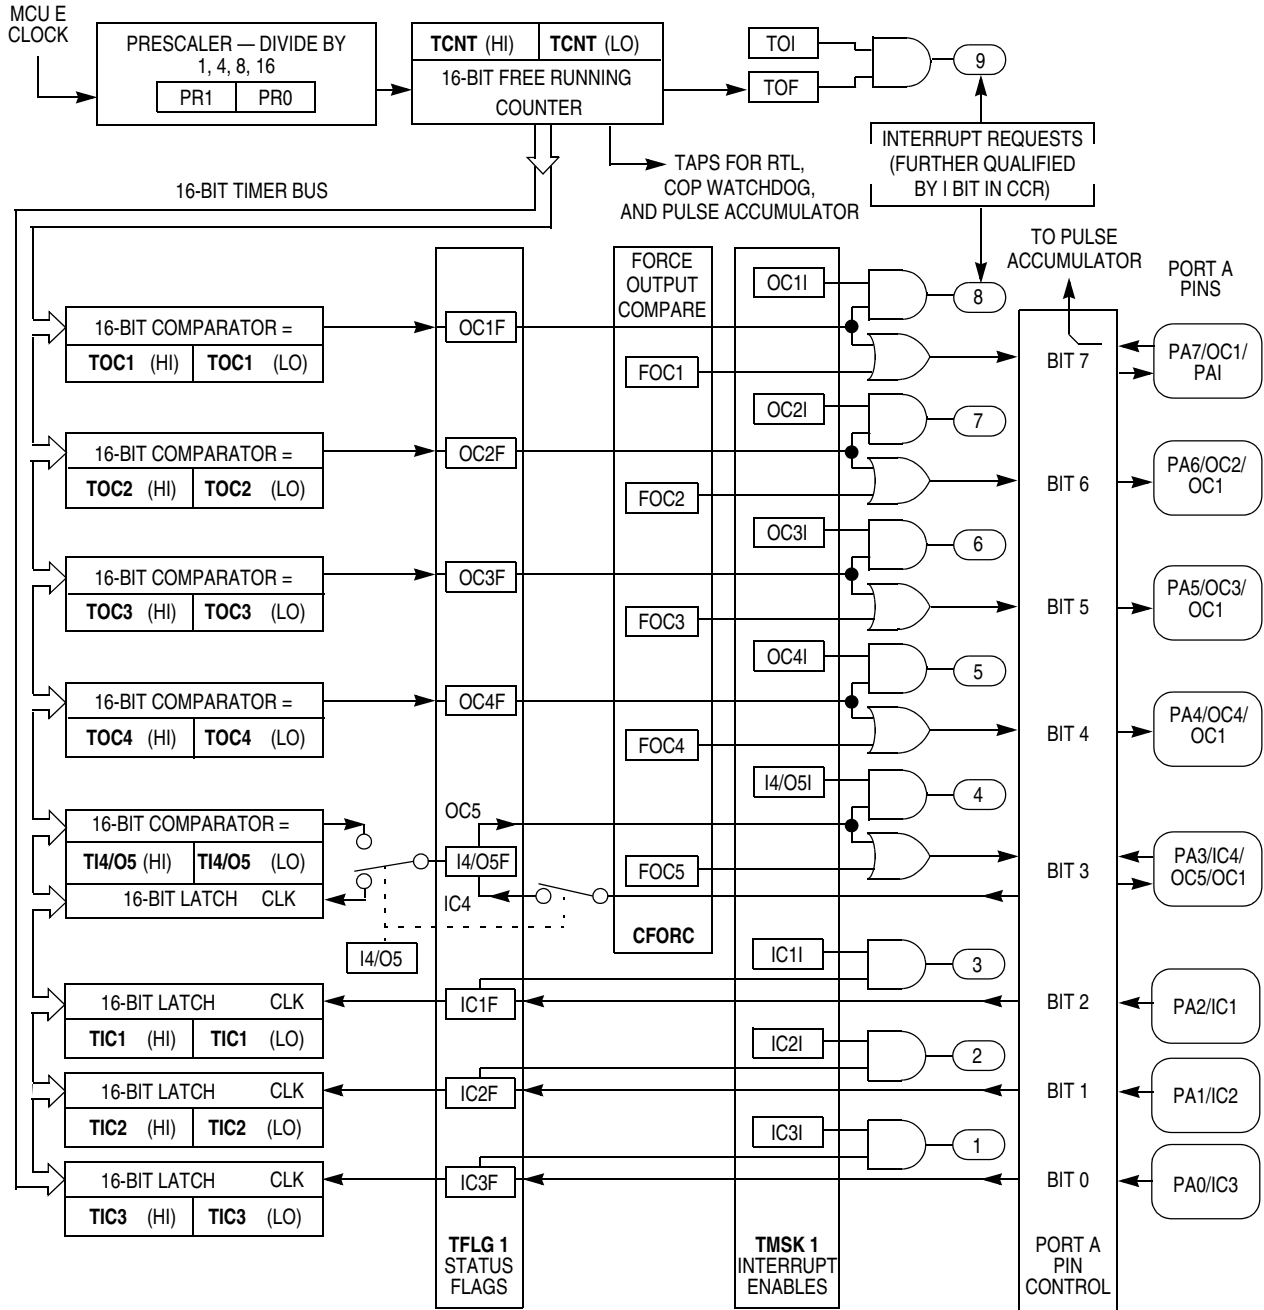 MCU E
CLOCK
PRESCALER — DIVIDE BY
1, 4, 8, 16
PR1 PR0
TCNT (HI) TCNT (LO)
16-BIT FREE RUNNING
COUNTER
TOI
TOF
9
INTERRUPT REQUESTS
(FURTHER QUALIFIED
BY I BIT IN CCR)
TAPS FOR RTL,
COP WATCHDOG,
AND PULSE ACCUMULATOR
16-BIT TIMER BUS
TO PULSE
ACCUMULATOR
PORT A
PINS
FORCE
OUTPUT
COMPARE
OC1I
8
16-BIT COMPARATOR =
TOC1 (HI) TOC1 (LO)
OC1F
FOC1
BIT 7
PA7/OC1/
PAI
OC2I
7
16-BIT COMPARATOR =
TOC2 (HI) TOC2 (LO)
OC2F
FOC2
BIT 6
PA6/OC2/
OC1
OC3I
6
16-BIT COMPARATOR =
TOC3 (HI) TOC3 (LO)
OC3F
FOC3
BIT 5
PA5/OC3/
OC1
OC4I
5
16-BIT COMPARATOR =
TOC4 (HI) TOC4 (LO)
OC4F
FOC4
BIT 4
PA4/OC4/
OC1
I4/O5I
4
16-BIT COMPARATOR =
TI4/O5 (HI) TI4/O5 (LO)
16-BIT LATCH CLK
OC5
I4/O5F
IC4
I4/O5
FOC5
CFORC
BIT 3
PA3/IC4/
OC5/OC1
IC1I
3
16-BIT LATCH CLK
TIC1 (HI) TIC1 (LO)
IC1F
BIT 2
PA2/IC1
IC2I
2
16-BIT LATCH CLK
TIC2 (HI) TIC2 (LO)
IC2F
BIT 1
PA1/IC2
IC3I
1
16-BIT LATCH CLK
TIC3 (HI) TIC3 (LO)
IC3F
BIT 0
PA0/IC3
TFLG 1
STATUS
FLAGS
TMSK 1
INTERRUPT
ENABLES
PORT A
PIN
CONTROL